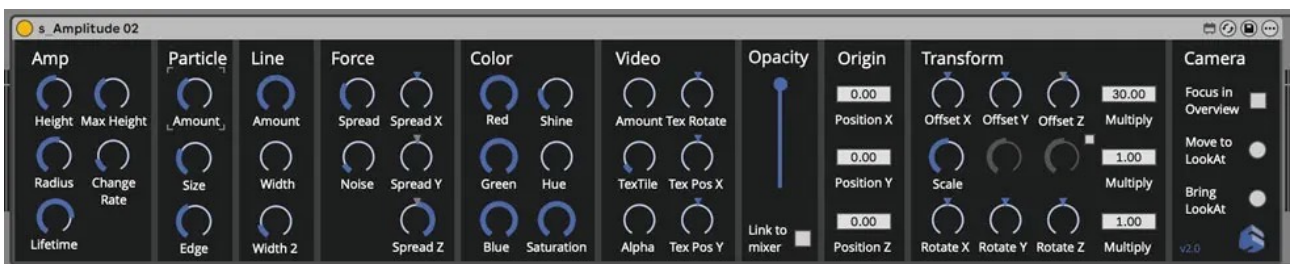 s_Amplitude 02
Amp
Height Max Height
Radius Change Rate
Lifetime
Particle
Amount
Size
Edge
Line
Amount
Width
Width 2
Force
Spread Spread X
Noise Spread Y
Spread Z
Color
Red Shine
Green Hue
Blue Saturation
Video
Amount Tex Rotate
TexTile Tex Pos X
Alpha Tex Pos Y
Opacity
Link to
mixer
Origin
0.00
Position X
0.00
Position Y
0.00
Position Z
Transform
30.00
Offset X Offset Y Offset Z Multiply
1.00
Scale Multiply
1.00
Rotate X Rotate Y Rotate Z Multiply
Camera
Focus in
Overview
Move to
LookAt
Bring
LookAt
v2.0